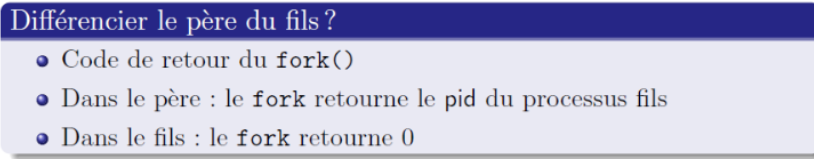 Différencier le père du fils ?
Code de retour du fork()
Dans le père : le fork retourne le pid du processus fils
Dans le fils : le fork retourne 0